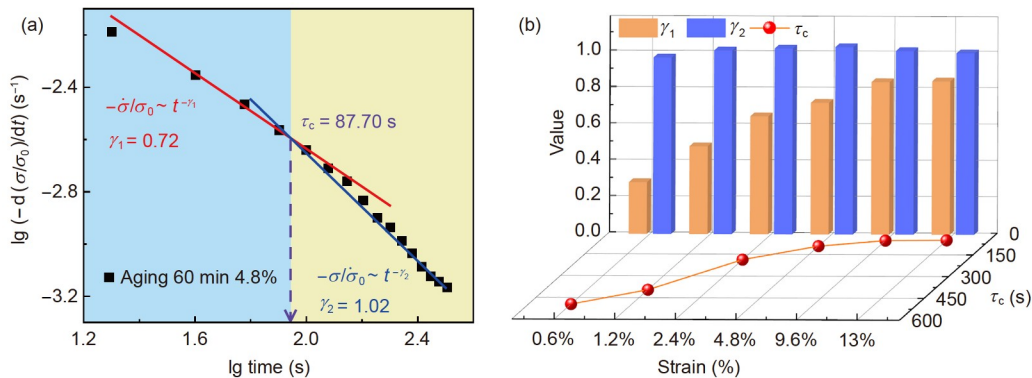 (a)
lg (−d(σ/σ₀)/dt) (s⁻¹)
−2.4
−2.8
−3.2
−σ̇/σ₀ ~ t^−γ₁
γ₁ = 0.72
τc = 87.70 s
Aging 60 min 4.8%
−σ/σ̇₀ ~ t^−γ₂
γ₂ = 1.02
1.2 1.6 2.0 2.4
lg time (s)
(b)
γ₁ γ₂ τc
Value
1.0
0.8
0.6
0.4
0.2
0.0
0
150
300
450
600
τc (s)
0.6% 1.2% 2.4% 4.8% 9.6% 13%
Strain (%)